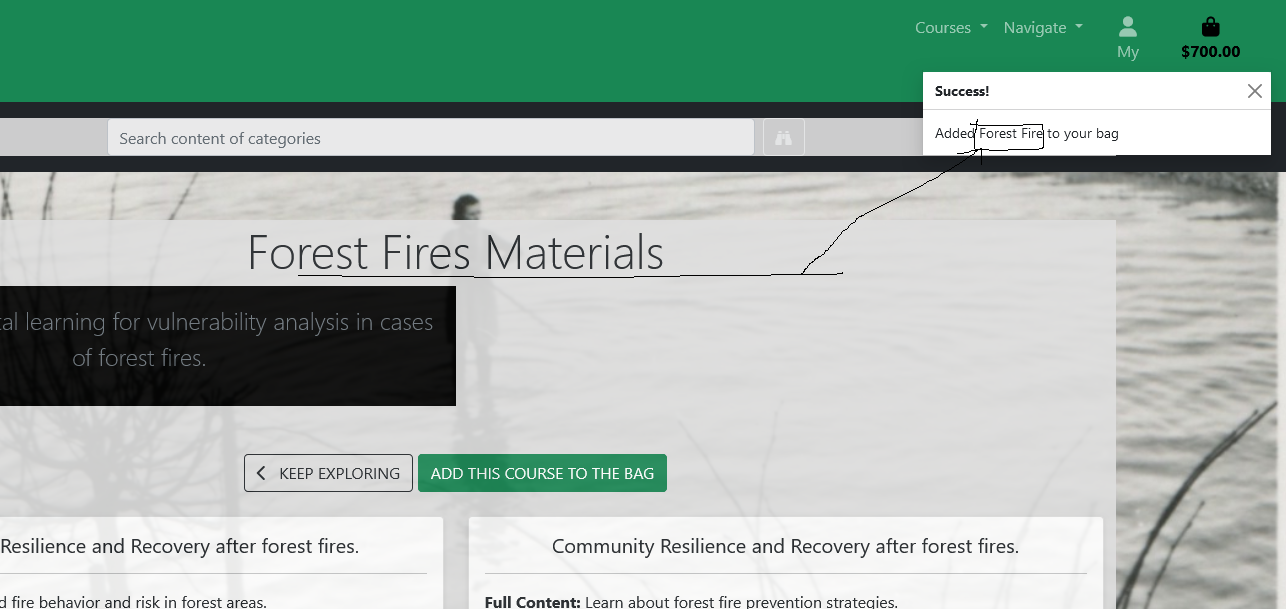 Courses Navigate
My $700.00
Success!
Added Forest Fire to your bag
Search content of categories
Forest Fires Materials
learning for vulnerability analysis in cases
of forest fires.
KEEP EXPLORING ADD THIS COURSE TO THE BAG
Resilience and Recovery after forest fires.
fire behavior and risk in forest areas.
Community Resilience and Recovery after forest fires.
Full Content: Learn about forest fire prevention strategies.